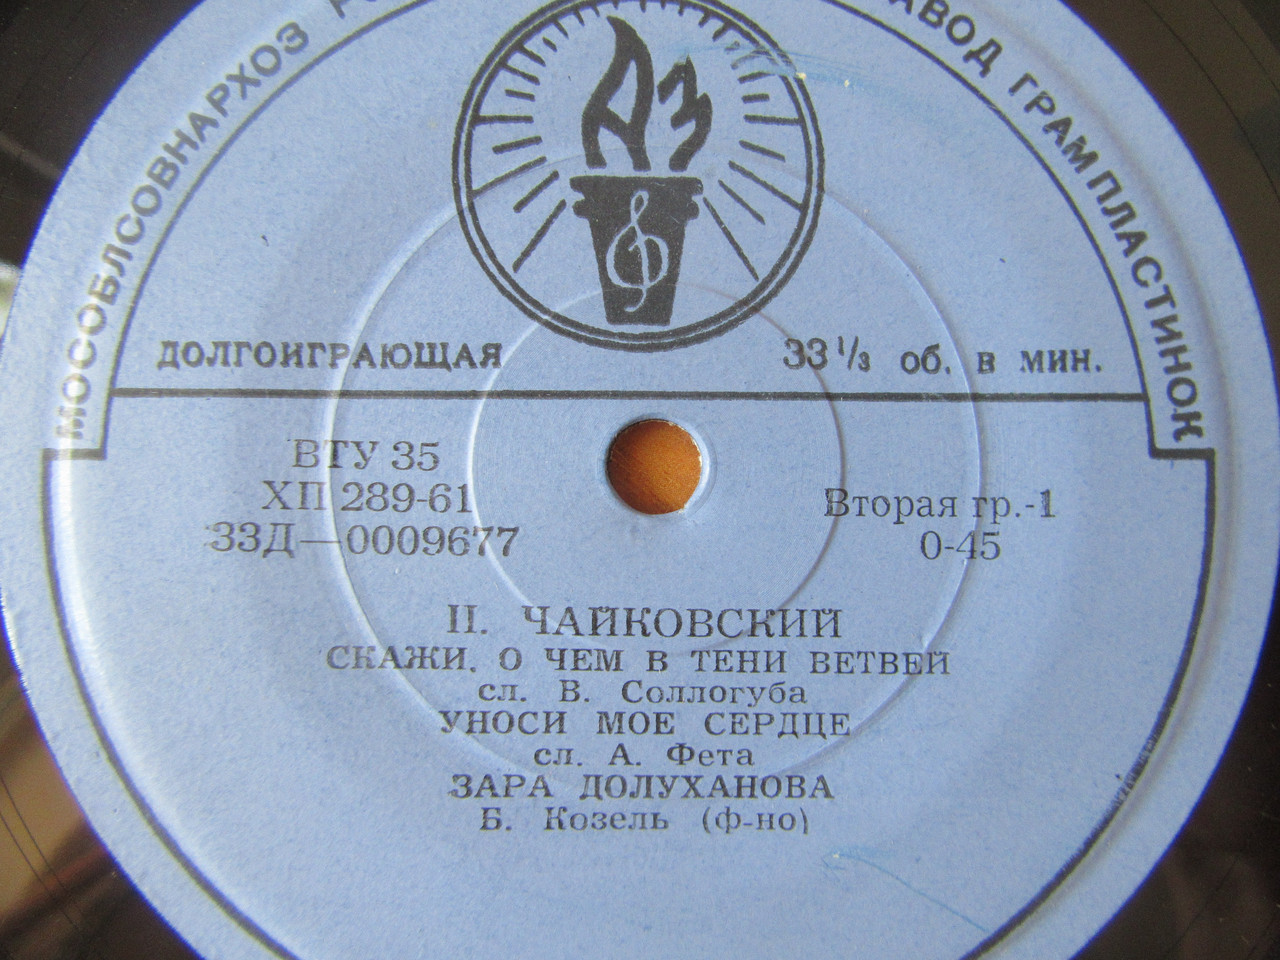 МОСОБЛСОВНАРХОЗ
ЗАВОД ГРАМПЛАСТИНОК
АЗ
ДОЛГОИГРАЮЩАЯ 33 1/3 об. в мин.
ВТУ 35
ХП 289-61
33Д—0009677
Вторая гр.-1
0-45
П. ЧАЙКОВСКИЙ
СКАЖИ, О ЧЕМ В ТЕНИ ВЕТВЕЙ
сл. В. Соллогуба
УНОСИ МОЕ СЕРДЦЕ
сл. А. Фета
ЗАРА ДОЛУХАНОВА
Б. Козель (ф-но)